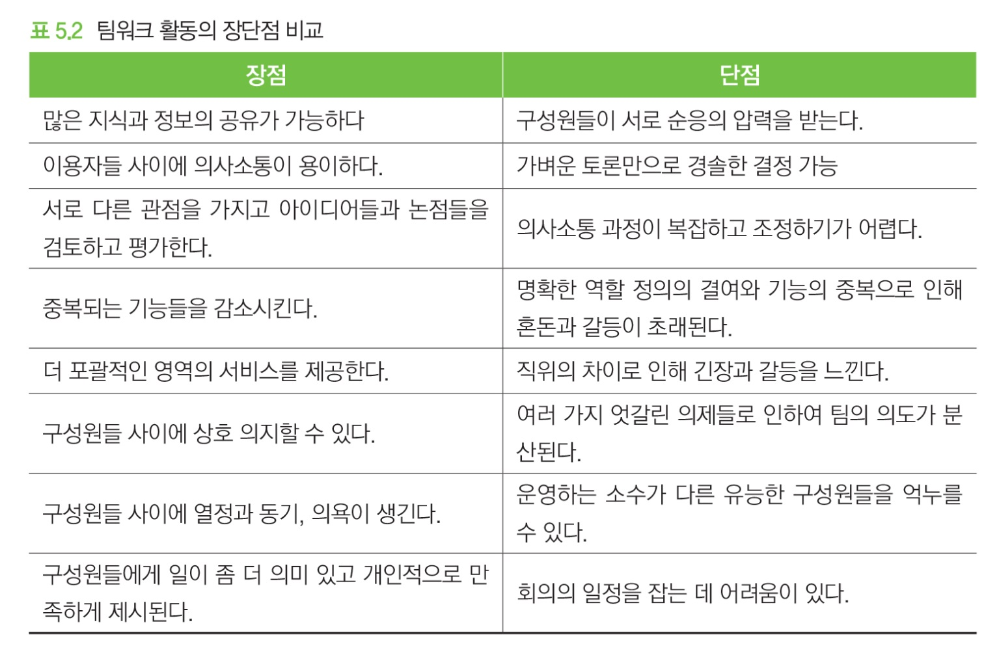 표 5.2 팀워크 활동의 장단점 비교
장점
단점
많은 지식과 정보의 공유가 가능하다
구성원들이 서로 순응의 압력을 받는다.
이용자들 사이에 의사소통이 용이하다.
가벼운 토론만으로 경솔한 결정 가능
서로 다른 관점을 가지고 아이디어들과 논점들을
검토하고 평가한다.
의사소통 과정이 복잡하고 조정하기가 어렵다.
중복되는 기능들을 감소시킨다.
명확한 역할 정의의 결여와 기능의 중복으로 인해
혼돈과 갈등이 초래된다.
더 포괄적인 영역의 서비스를 제공한다.
직위의 차이로 인해 긴장과 갈등을 느낀다.
구성원들 사이에 상호 의지할 수 있다.
여러 가지 엇갈린 의제들로 인하여 팀의 의도가 분
산된다.
구성원들 사이에 열정과 동기, 의욕이 생긴다.
운영하는 소수가 다른 유능한 구성원들을 억누를
수 있다.
구성원들에게 일이 좀 더 의미 있고 개인적으로 만
족하게 제시된다.
회의의 일정을 잡는 데 어려움이 있다.